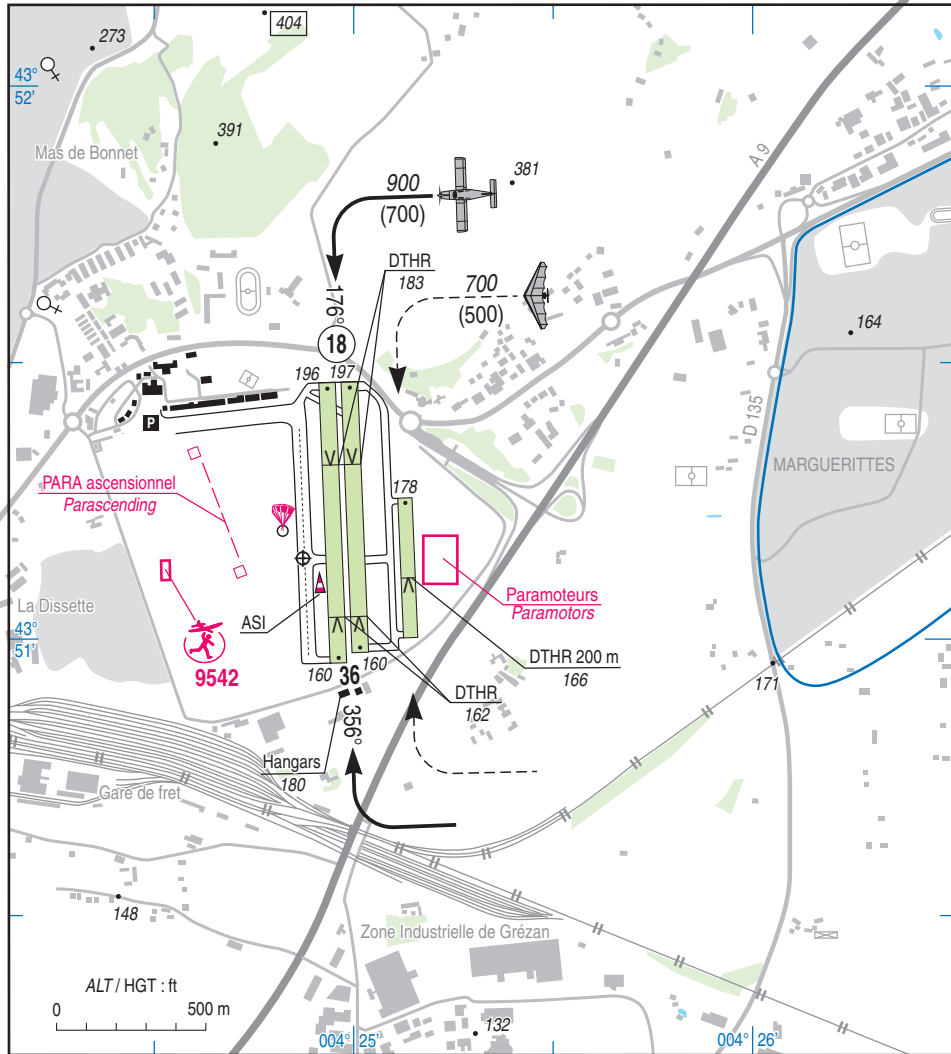 404
273
43°
52'
391
Mas de Bonnet
A 9
381
900
(700)
DTHR
183
176°
700
(500)
164
18
196
197
P
D 135
MARGUERITTES
PARA ascensionnel
Parascending
178
La Dissette
Paramoteurs
Paramotors
ASI
43°
51'
9542
160
36
160
DTHR 200 m
166
DTHR
162
171
356°
Hangars
180
Gare de fret
148
Zone Industrielle de Grézan
ALT / HGT : ft
0
500 m
132
004° 25'
004° 26'